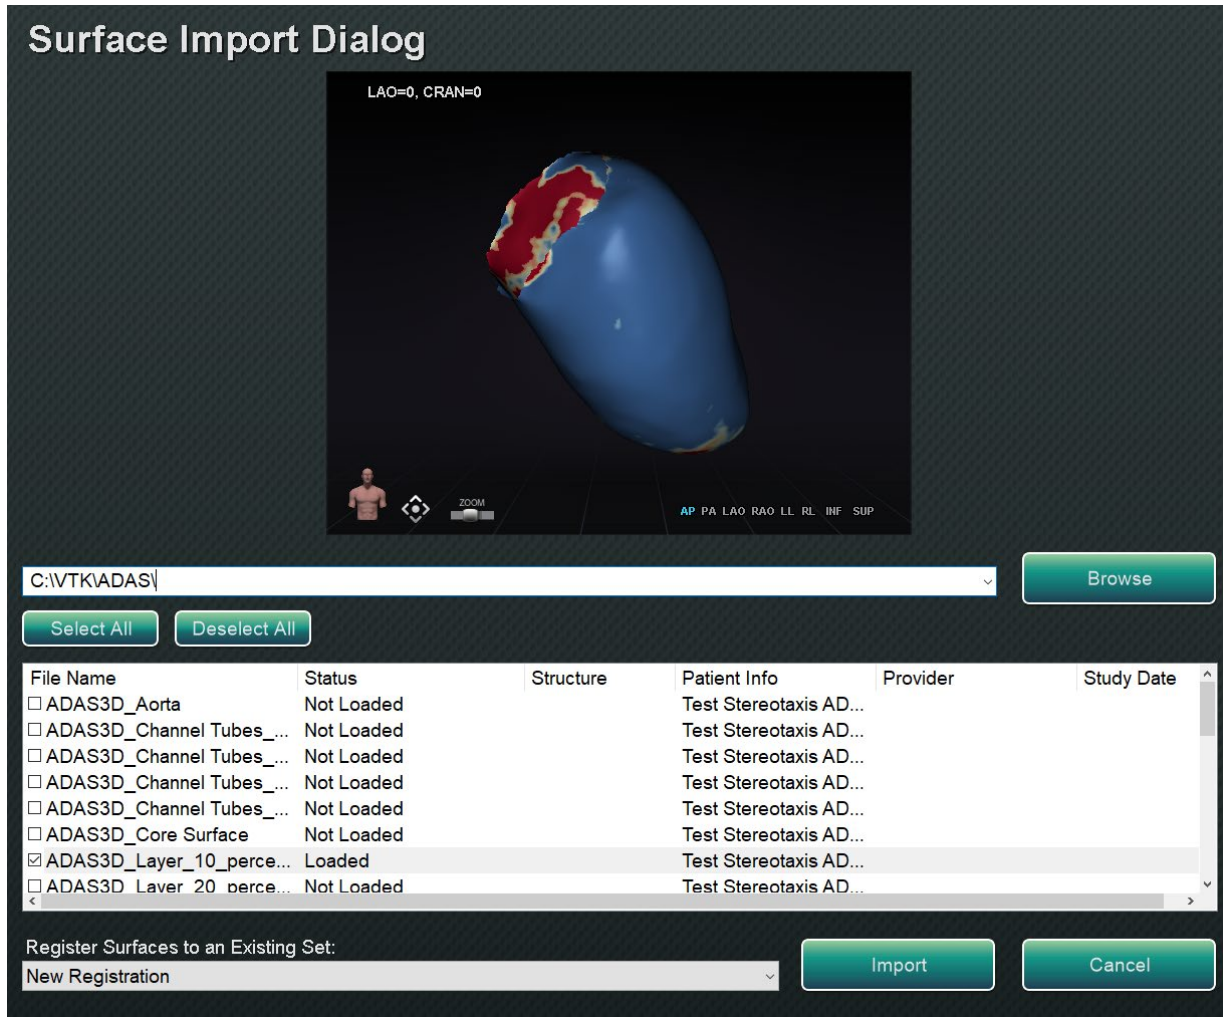 Surface Import Dialog
LAO=0, CRAN=0
ZOOM
AP PA LAO RAO LL RL INF SUP
C:\VTK\ADAS\
Browse
Select All Deselect All
File Name Status Structure Patient Info Provider Study Date
ADAS3D_Aorta Not Loaded Test Stereotaxis AD...
ADAS3D_Channel Tubes_... Not Loaded Test Stereotaxis AD...
ADAS3D_Channel Tubes_... Not Loaded Test Stereotaxis AD...
ADAS3D_Channel Tubes_... Not Loaded Test Stereotaxis AD...
ADAS3D_Channel Tubes_... Not Loaded Test Stereotaxis AD...
ADAS3D_Core Surface Not Loaded Test Stereotaxis AD...
ADAS3D_Layer_10_perce... Loaded Test Stereotaxis AD...
ADAS3D_Layer_20_perce... Not Loaded Test Stereotaxis AD...
Register Surfaces to an Existing Set:
New Registration
Import
Cancel